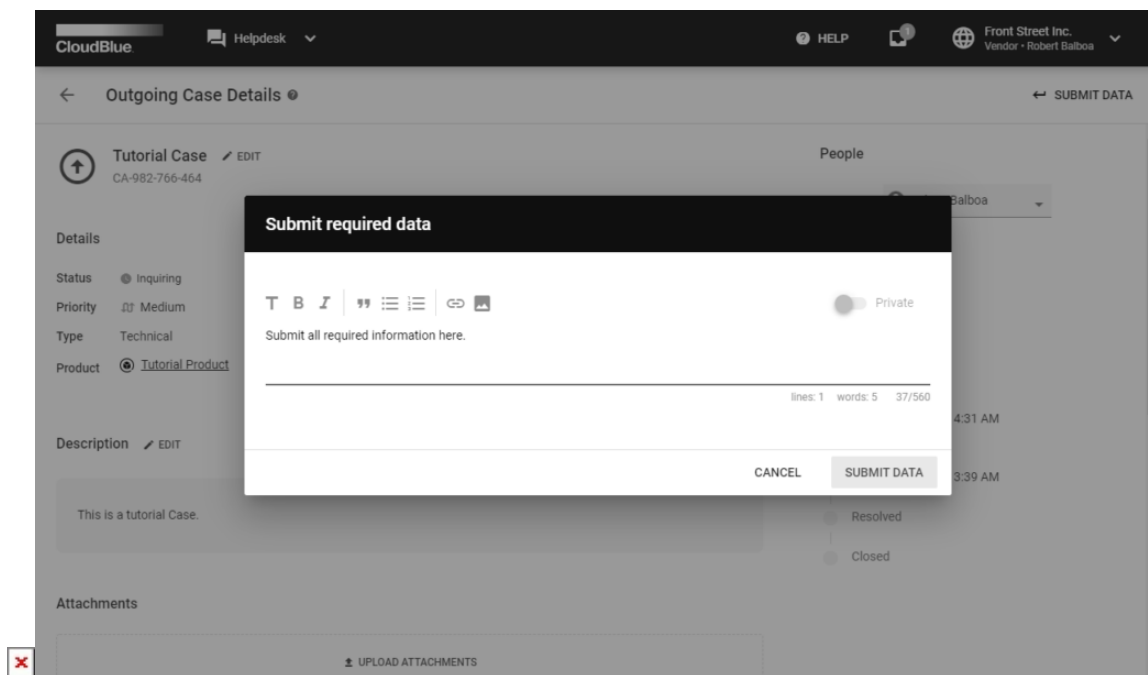 CloudBlue.
Helpdesk
HELP
1
Front Street Inc.
Vendor • Robert Balboa
Outgoing Case Details
SUBMIT DATA
Tutorial Case EDIT
CA-982-766-464
People
Balboa
Details
Status Inquiring
Priority Medium
Type Technical
Product Tutorial Product
Submit required data
T B I
Private
Submit all required information here.
lines: 1 words: 5 37/560
CANCEL SUBMIT DATA
4:31 AM
3:39 AM
Resolved
Closed
Description EDIT
This is a tutorial Case.
Attachments
UPLOAD ATTACHMENTS